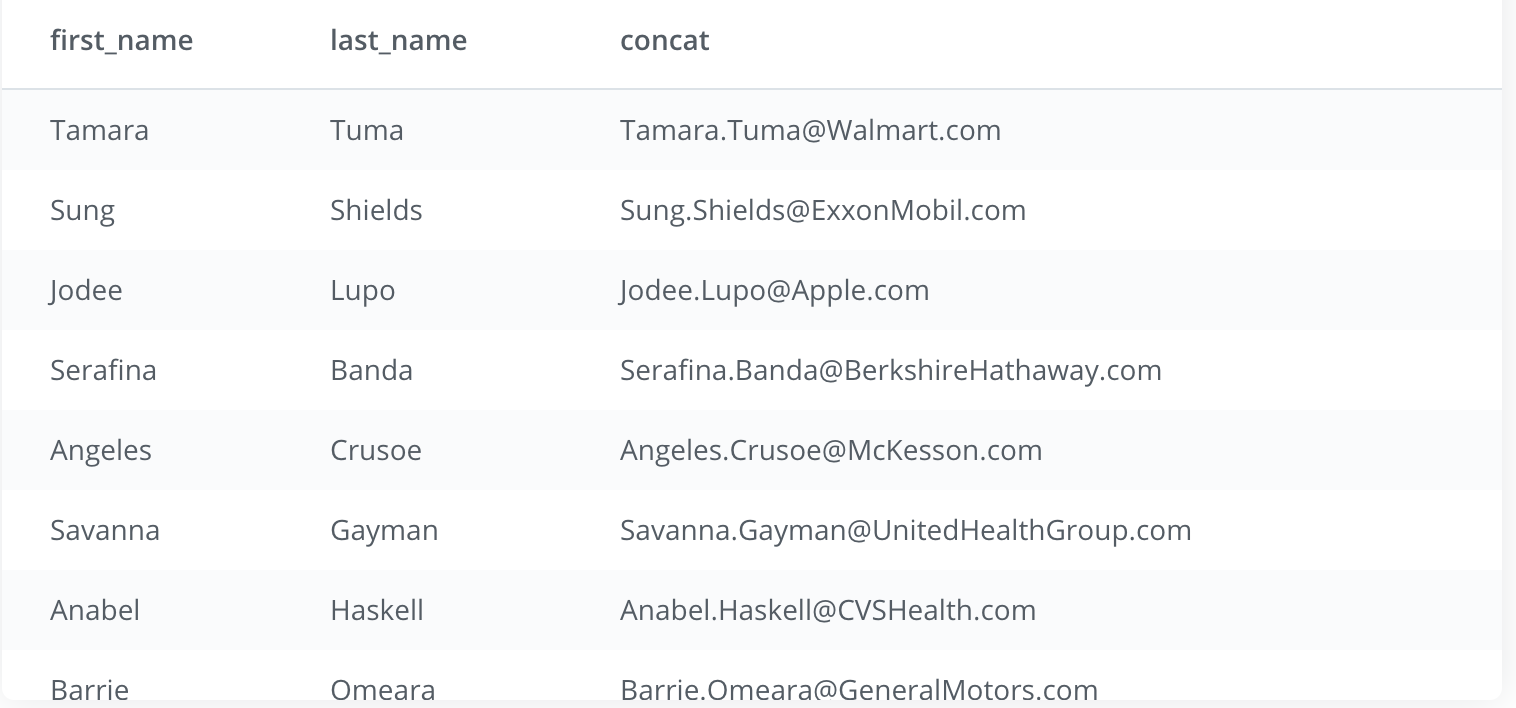 first_name last_name concat
Tamara Tuma Tamara.Tuma@Walmart.com
Sung Shields Sung.Shields@ExxonMobil.com
Jodee Lupo Jodee.Lupo@Apple.com
Serafina Banda Serafina.Banda@BerkshireHathaway.com
Angeles Crusoe Angeles.Crusoe@McKesson.com
Savanna Gayman Savanna.Gayman@UnitedHealthGroup.com
Anabel Haskell Anabel.Haskell@CVSHealth.com
Barrie Omeara Barrie.Omeara@GeneralMotors.com